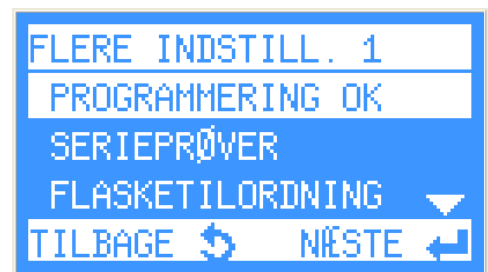 FLERE INDSTILL. 1
PROGRAMMERING OK
SERIEPRØVER
FLASKETILORDNING
TILBAGE NÆSTE